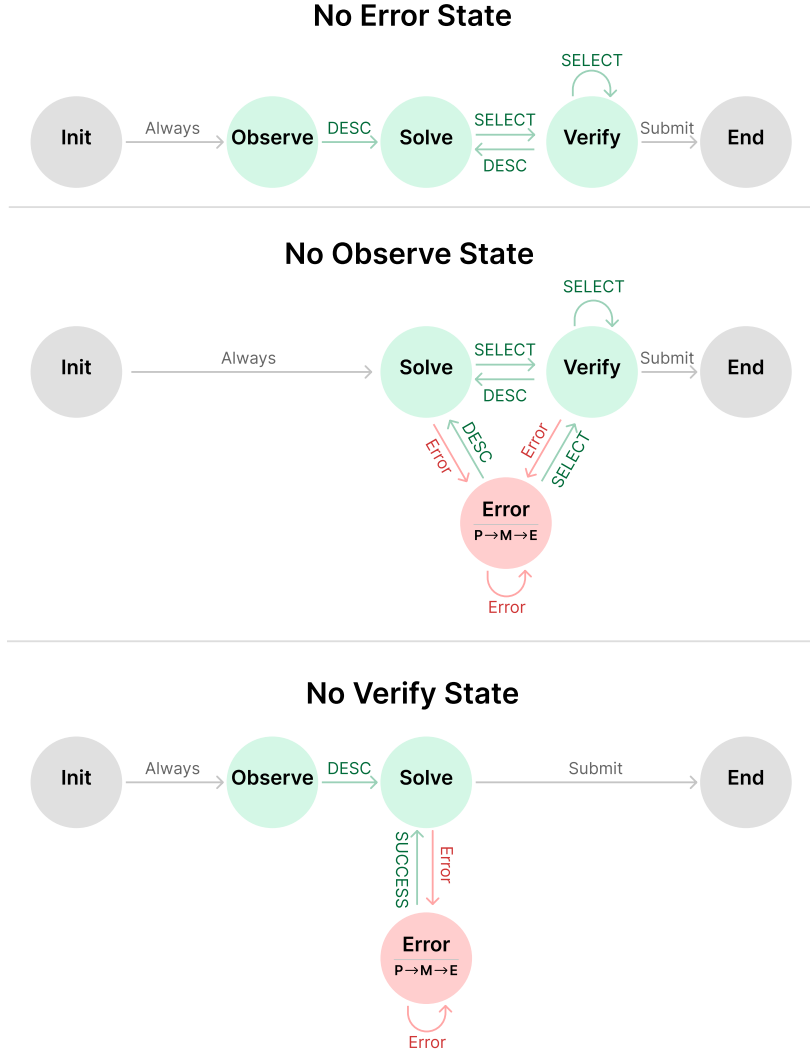 No Error State
SELECT
Init
Always
Observe
DESC
Solve
SELECT
DESC
Verify
Submit
End
No Observe State
SELECT
Init
Always
Solve
SELECT
DESC
Verify
Submit
End
Error
DESC
Error
SELECT
Error
P→M→E
Error
No Verify State
Init
Always
Observe
DESC
Solve
Submit
End
SUCCESS
Error
Error
P→M→E
Error